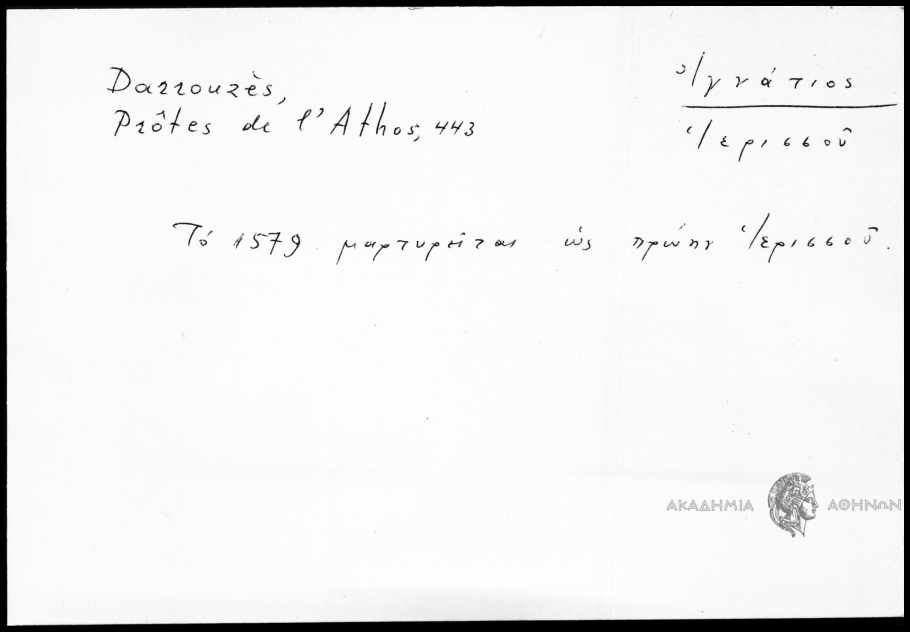 Darrouzès,
Prôtes de l'Athos, 443
Ἰγνάτιος
Ἱερισσοῦ
Τό 1579 μαρτυρεῖται ὡς πρώην Ἱερισσοῦ.
ΑΚΑΔΗΜΙΑ ΑΘΗΝΩΝ